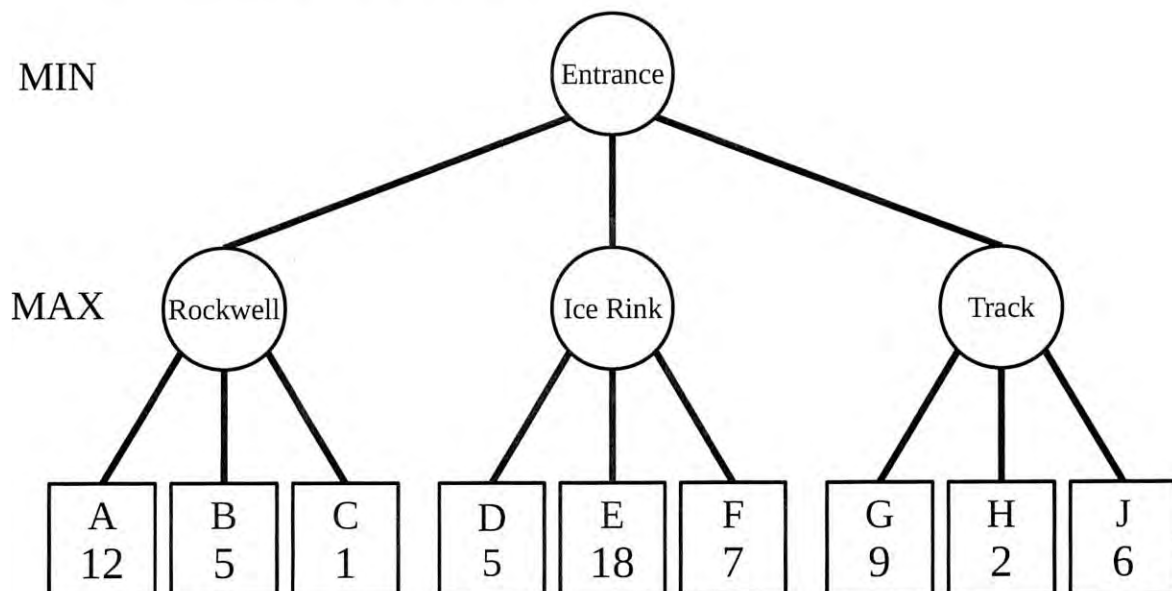 MIN
Entrance
MAX
Rockwell
Ice Rink
Track
A
12
B
5
C
1
D
5
E
18
F
7
G
9
H
2
J
6